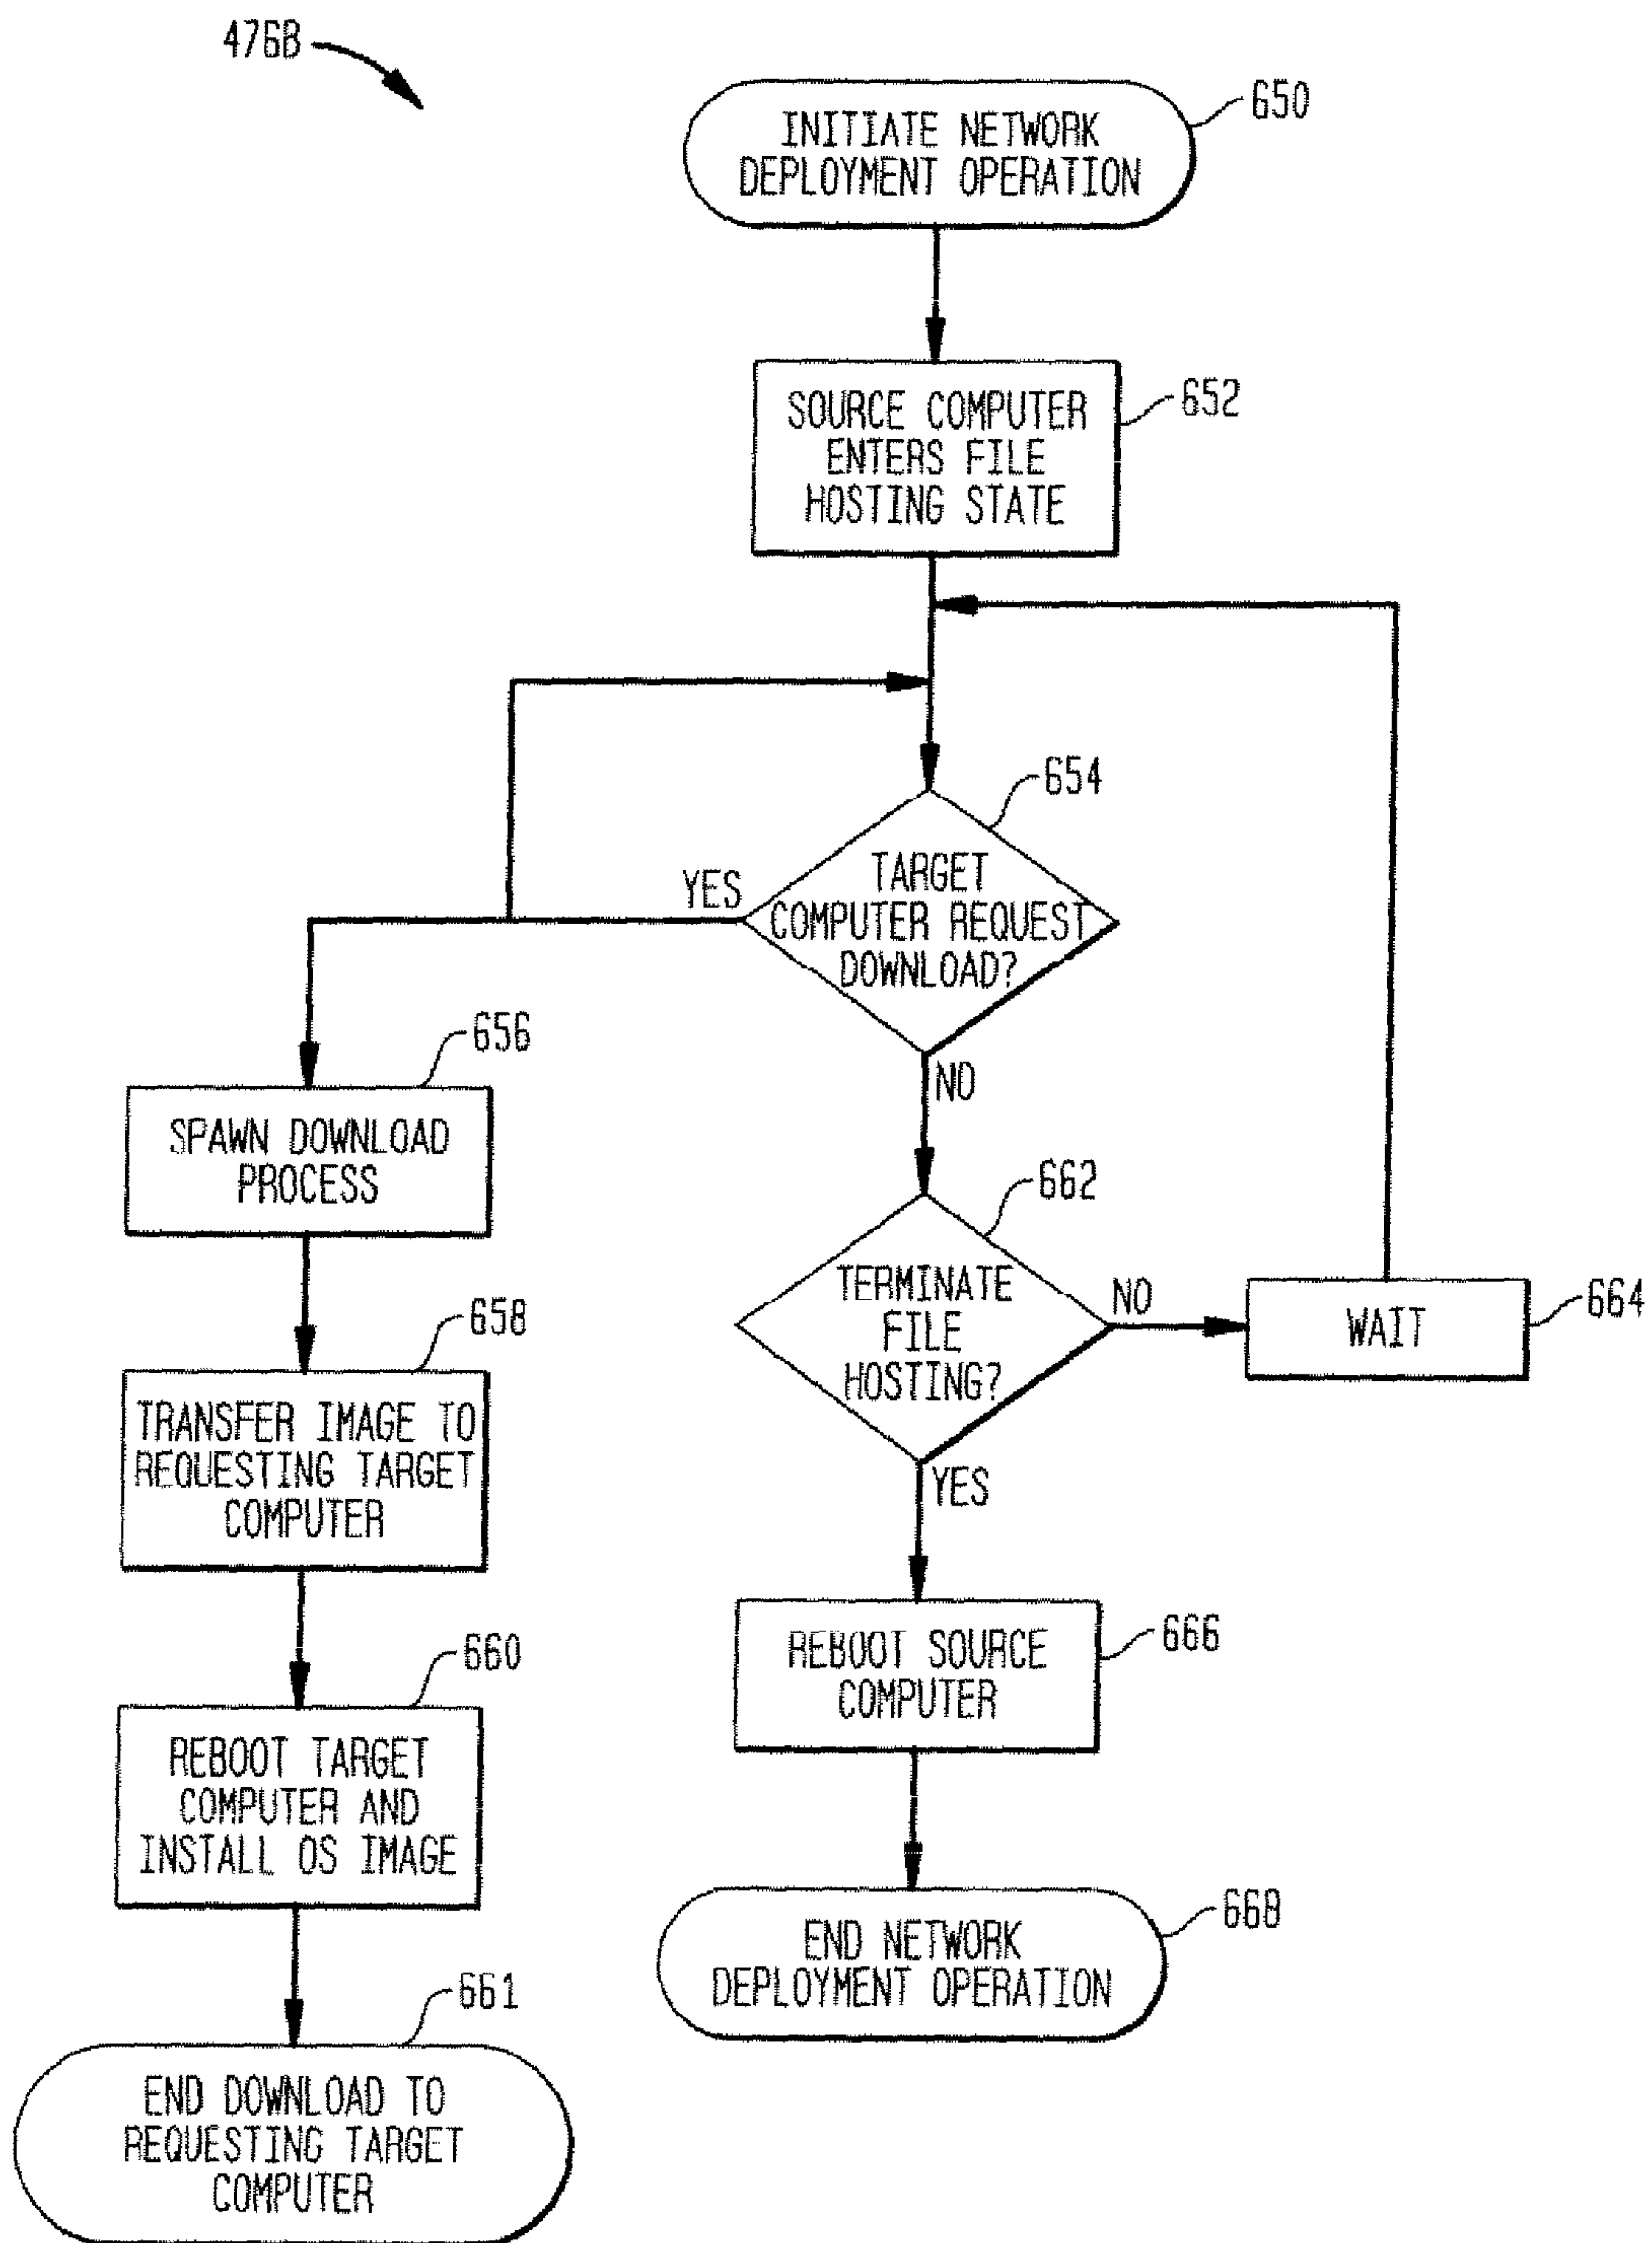 476B
INITIATE NETWORK
DEPLOYMENT OPERATION
650
SOURCE COMPUTER
ENTERS FILE
HOSTING STATE
652
TARGET
COMPUTER REQUEST
DOWNLOAD?
654
YES
NO
SPAWN DOWNLOAD
PROCESS
656
TRANSFER IMAGE TO
REQUESTING TARGET
COMPUTER
658
REBOOT TARGET
COMPUTER AND
INSTALL OS IMAGE
660
END DOWNLOAD TO
REQUESTING TARGET
COMPUTER
661
TERMINATE
FILE
HOSTING?
662
NO
WAIT
664
YES
REBOOT SOURCE
COMPUTER
666
END NETWORK
DEPLOYMENT OPERATION
668